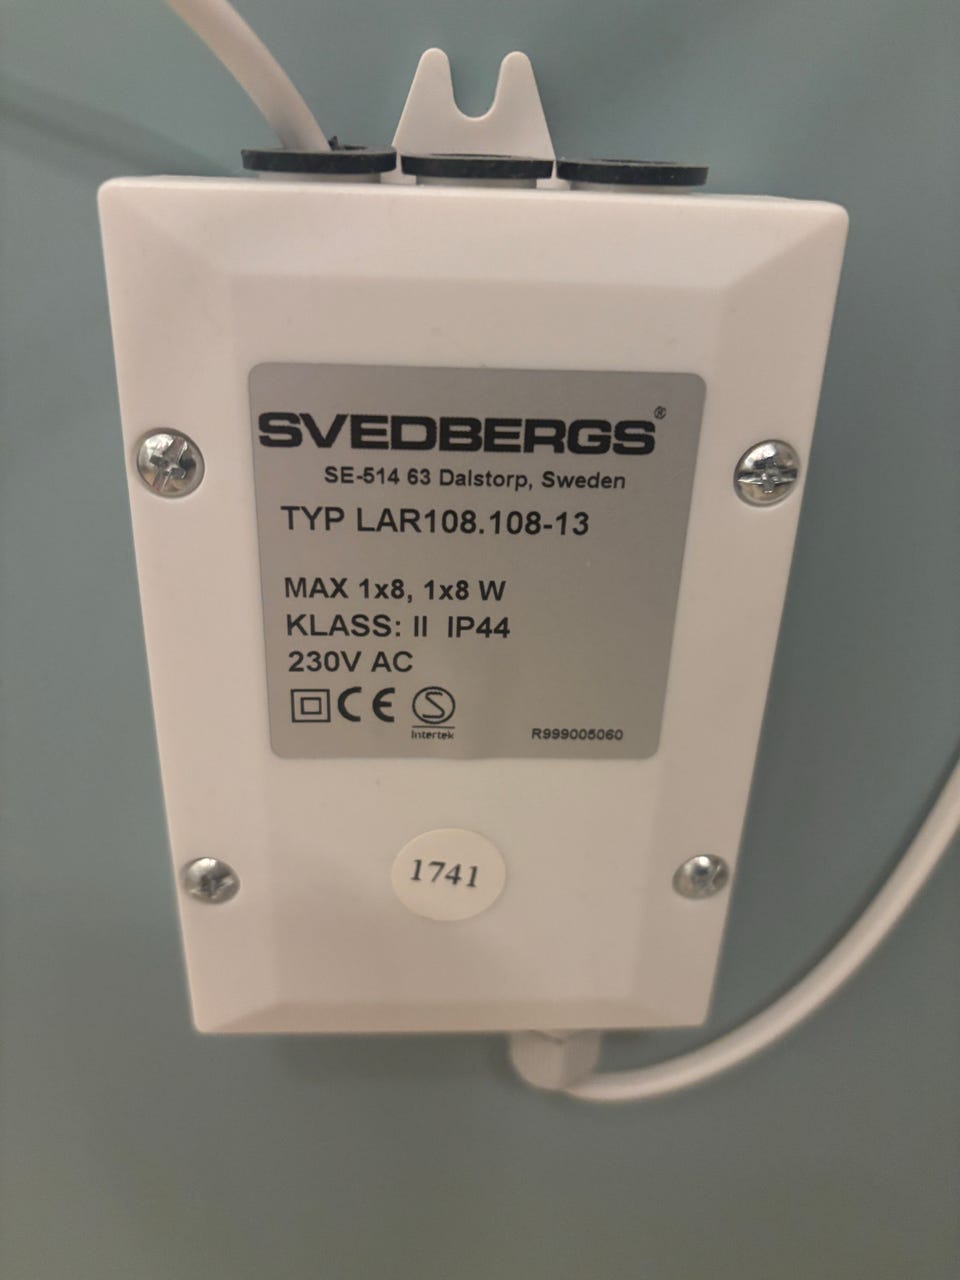 SVEDBERGS®
SE-514 63 Dalstorp, Sweden
TYP LAR108.108-13
MAX 1x8, 1x8 W
KLASS: II IP44
230V AC
CE S
Intertek
R999005060
1741